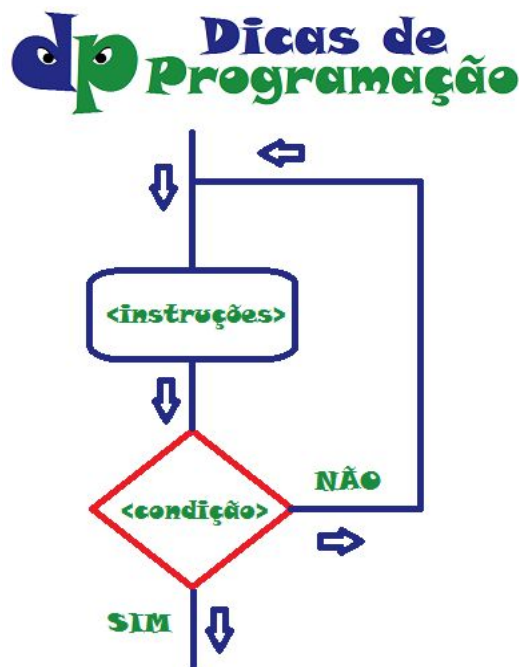 dp Dicas de
Programação
<instruções>
<condição>
NÃO
SIM